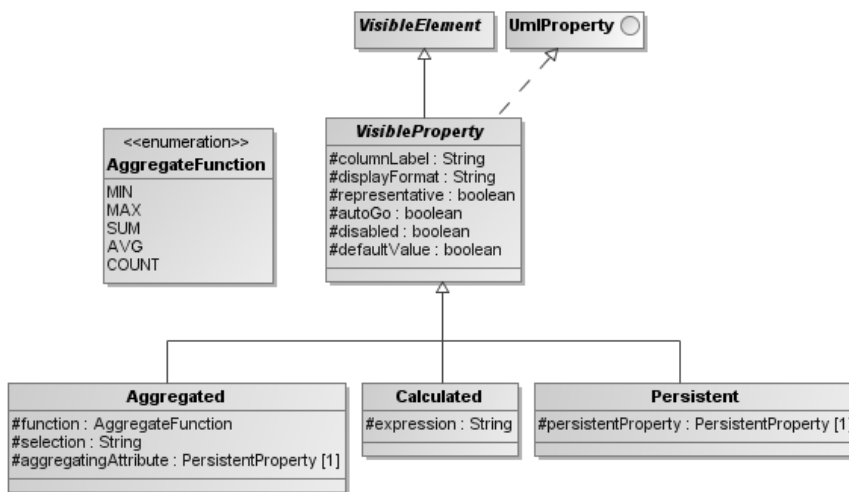 VisibleElement
UmlProperty
VisibleProperty
#columnLabel : String
#displayFormat : String
#representative : boolean
#autoGo : boolean
#disabled : boolean
#defaultValue : boolean
<<enumeration>>
AggregateFunction
MIN
MAX
SUM
AVG
COUNT
Aggregated
#function : AggregateFunction
#selection : String
#aggregatingAttribute : PersistentProperty [1]
Calculated
#expression : String
Persistent
#persistentProperty : PersistentProperty [1]